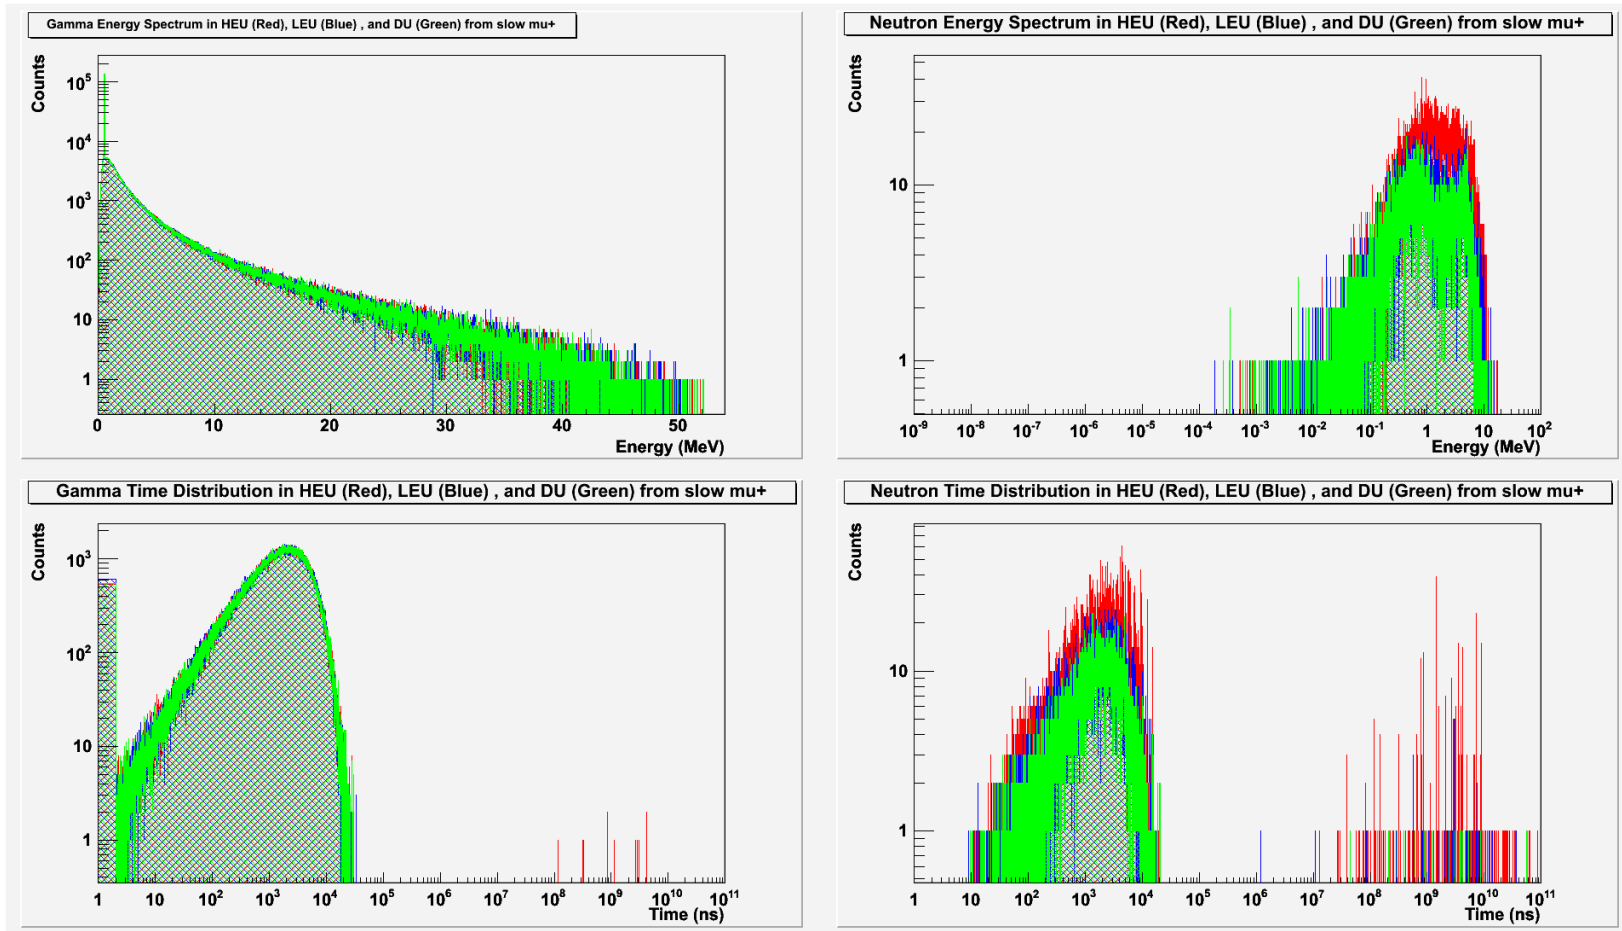 Gamma Energy Spectrum in HEU (Red), LEU (Blue) , and DU (Green) from slow mu+
Counts
10⁵
10⁴
10³
10²
10
1
0 10 20 30 40 50
Energy (MeV)
Neutron Energy Spectrum in HEU (Red), LEU (Blue) , and DU (Green) from slow mu+
Counts
10
1
10⁻⁹ 10⁻⁸ 10⁻⁷ 10⁻⁶ 10⁻⁵ 10⁻⁴ 10⁻³ 10⁻² 10⁻¹ 1 10 10²
Energy (MeV)
Gamma Time Distribution in HEU (Red), LEU (Blue) , and DU (Green) from slow mu+
Counts
10³
10²
10
1
1 10 10² 10³ 10⁴ 10⁵ 10⁶ 10⁷ 10⁸ 10⁹ 10¹⁰ 10¹¹
Time (ns)
Neutron Time Distribution in HEU (Red), LEU (Blue) , and DU (Green) from slow mu+
Counts
10
1
1 10 10² 10³ 10⁴ 10⁵ 10⁶ 10⁷ 10⁸ 10⁹ 10¹⁰ 10¹¹
Time (ns)